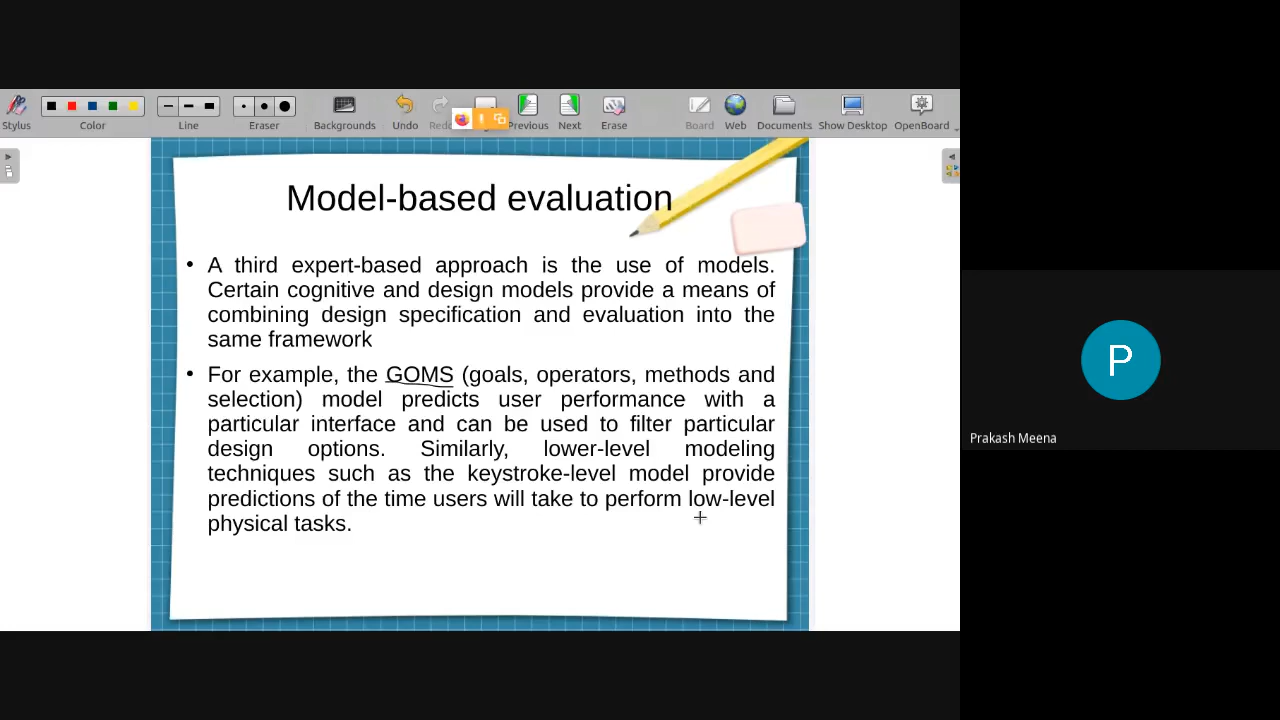 Stylus
Color
Line
Eraser
Backgrounds
Undo
Previous
Next
Erase
Board
Web
Documents
Show Desktop
OpenBoard
Model-based evaluation
• A third expert-based approach is the use of models.
Certain cognitive and design models provide a means of
combining design specification and evaluation into the
same framework
• For example, the GOMS (goals, operators, methods and
selection) model predicts user performance with a
particular interface and can be used to filter particular
design options. Similarly, lower-level modeling
techniques such as the keystroke-level model provide
predictions of the time users will take to perform low-level
physical tasks.
P
Prakash Meena